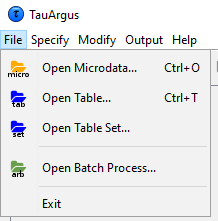 TauArgus
File Specify Modify Output Help
micro Open Microdata... Ctrl+O
tab Open Table... Ctrl+T
set Open Table Set...
arb Open Batch Process...
Exit